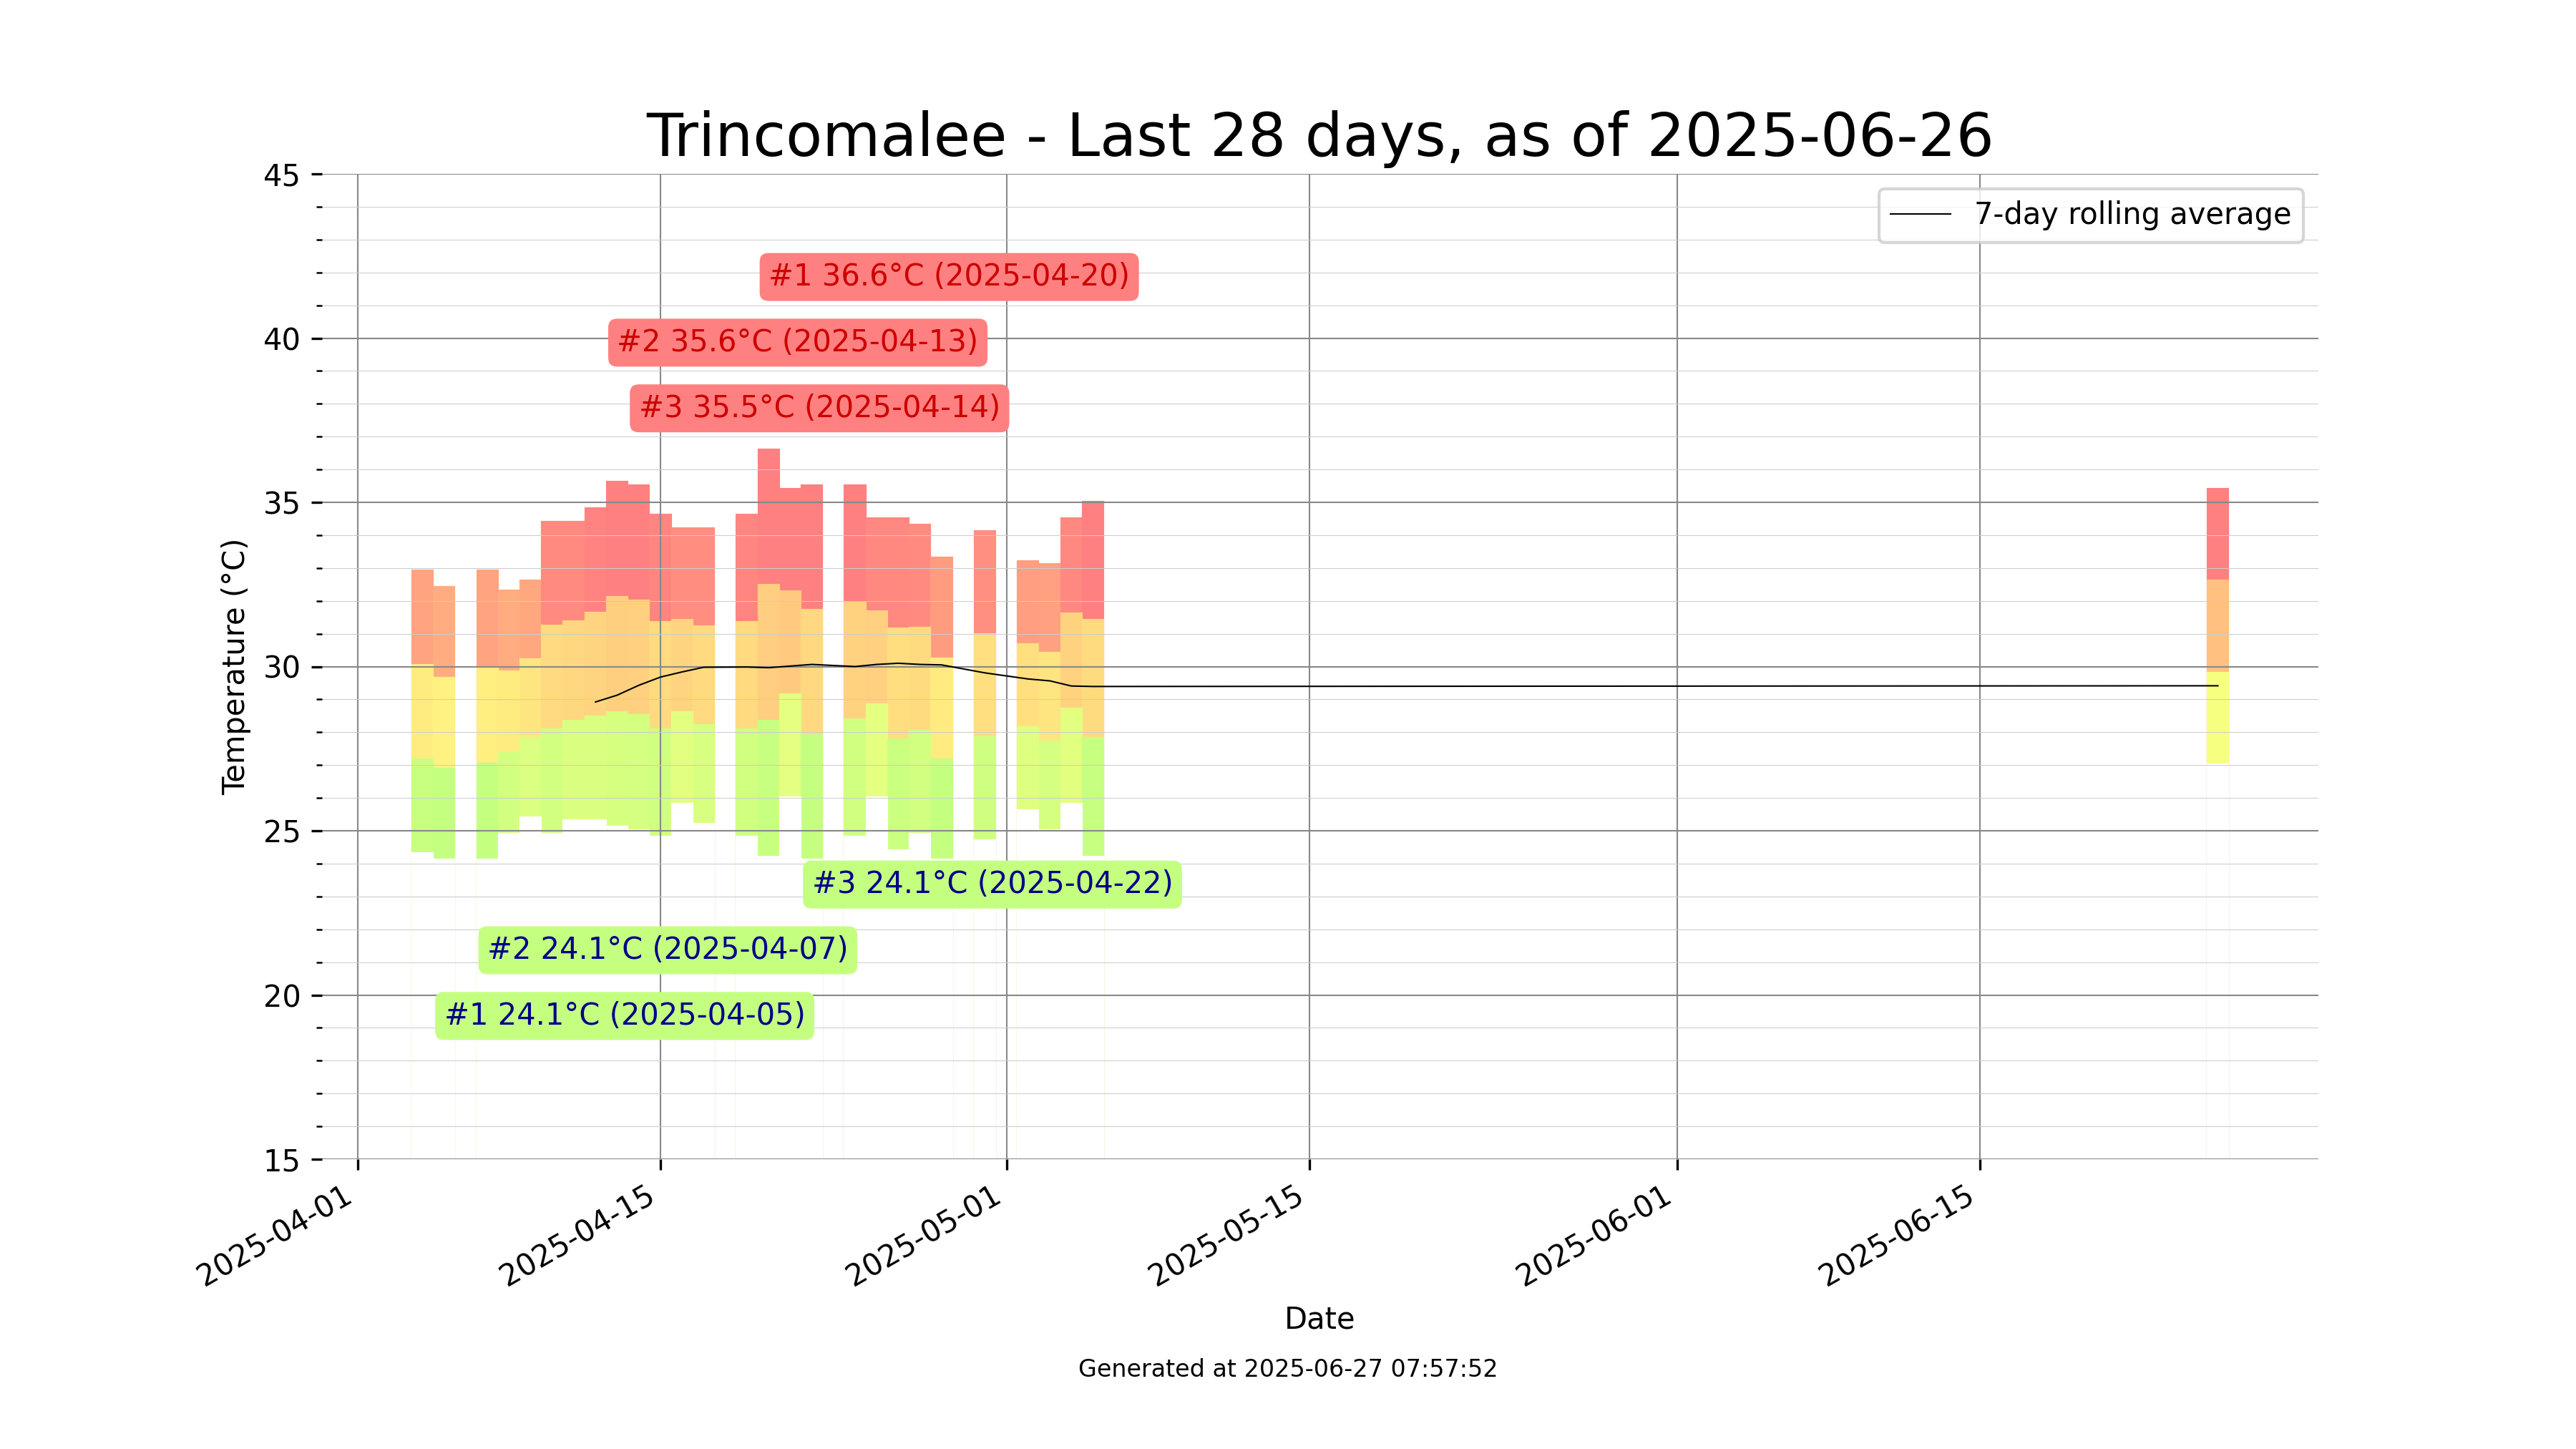 Trincomalee - Last 28 days, as of 2025-06-26
7-day rolling average
45
40
35
30
25
20
15
Temperature (°C)
#1 36.6°C (2025-04-20)
#2 35.6°C (2025-04-13)
#3 35.5°C (2025-04-14)
#3 24.1°C (2025-04-22)
#2 24.1°C (2025-04-07)
#1 24.1°C (2025-04-05)
2025-04-01
2025-04-15
2025-05-01
2025-05-15
2025-06-01
2025-06-15
Date
Generated at 2025-06-27 07:57:52